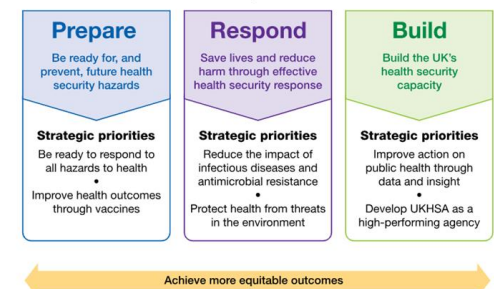 Prepare
Be ready for, and
prevent, future health
security hazards
Strategic priorities
Be ready to respond to
all hazards to health
•
Improve health outcomes
through vaccines
Respond
Save lives and reduce
harm through effective
health security response
Strategic priorities
Reduce the impact of
infectious diseases and
antimicrobial resistance
•
Protect health from threats
in the environment
Build
Build the UK's
health security
capacity
Strategic priorities
Improve action on
public health through
data and insight
•
Develop UKHSA as a
high-performing agency
Achieve more equitable outcomes